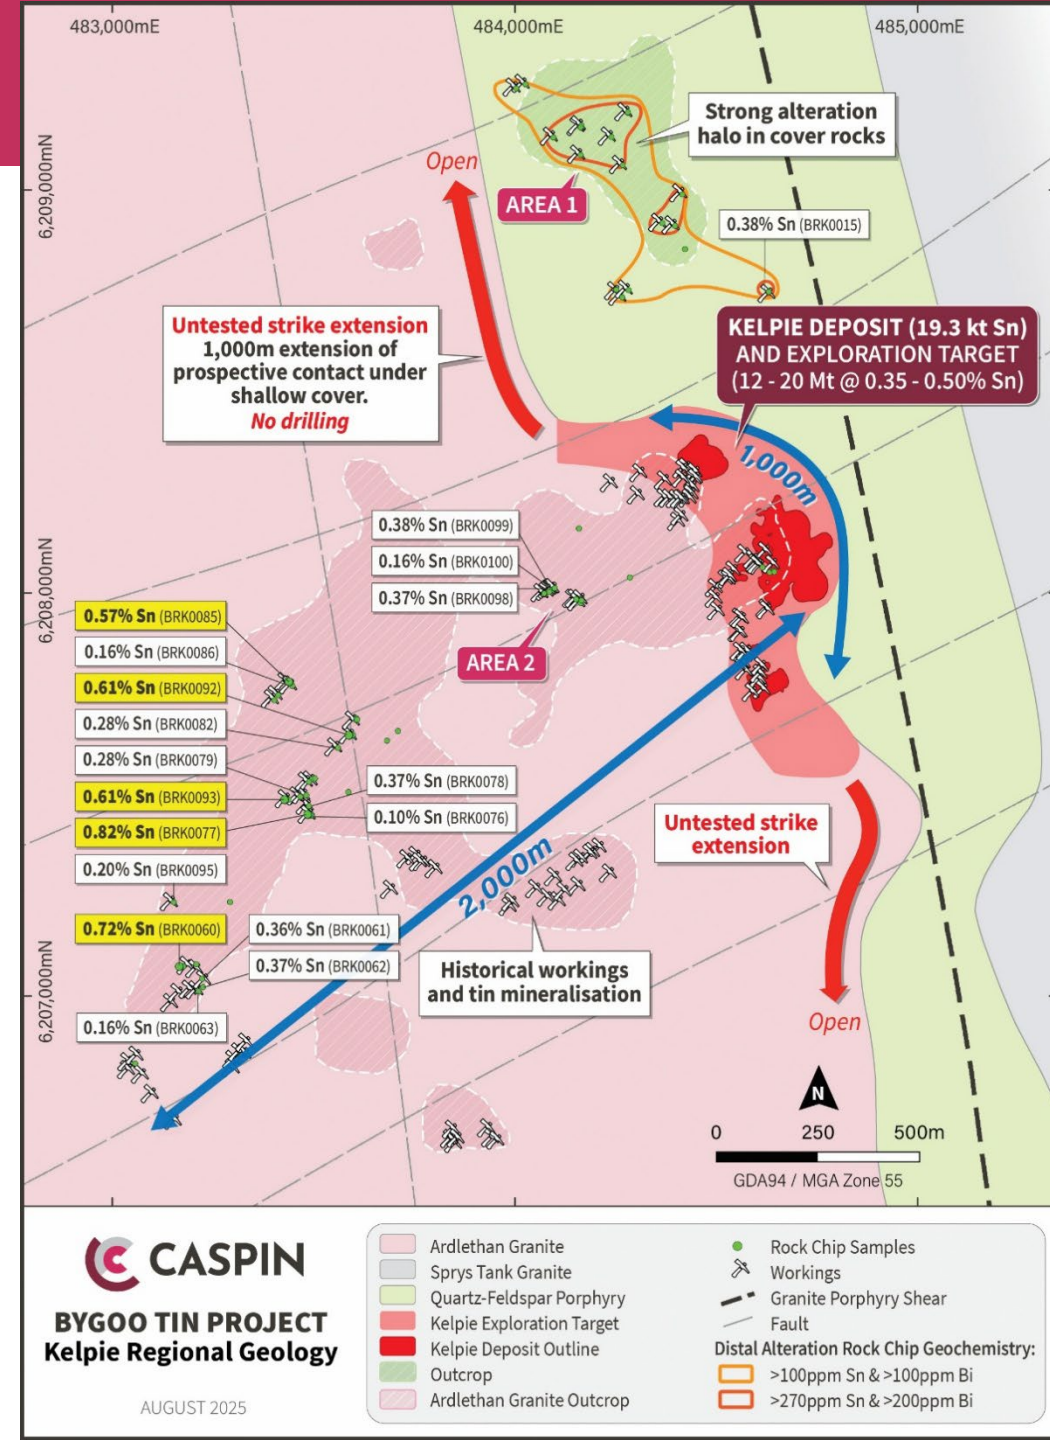 483,000mE
484,000mE
485,000mE
6,209,000mN
6,208,000mN
6,207,000mN
Strong alteration
halo in cover rocks
Open
AREA 1
0.38% Sn (BRK0015)
Untested strike extension
1,000m extension of
prospective contact under
shallow cover.
No drilling
KELPIE DEPOSIT (19.3 kt Sn)
AND EXPLORATION TARGET
(12 - 20 Mt @ 0.35 - 0.50% Sn)
1,000m
0.38% Sn (BRK0099)
0.16% Sn (BRK0100)
0.37% Sn (BRK0098)
AREA 2
0.57% Sn (BRK0085)
0.16% Sn (BRK0086)
0.61% Sn (BRK0092)
0.28% Sn (BRK0082)
0.28% Sn (BRK0079)
0.61% Sn (BRK0093)
0.82% Sn (BRK0077)
0.20% Sn (BRK0095)
0.72% Sn (BRK0060)
0.37% Sn (BRK0078)
0.10% Sn (BRK0076)
0.36% Sn (BRK0061)
0.37% Sn (BRK0062)
0.16% Sn (BRK0063)
2,000m
Untested strike
extension
Historical workings
and tin mineralisation
Open
N
0 250 500m
GDA94 / MGA Zone 55
CASPIN
BYGOO TIN PROJECT
Kelpie Regional Geology
AUGUST 2025
Ardlethan Granite
Sprys Tank Granite
Quartz-Feldspar Porphyry
Kelpie Exploration Target
Kelpie Deposit Outline
Outcrop
Ardlethan Granite Outcrop
Rock Chip Samples
Workings
Granite Porphyry Shear
Fault
Distal Alteration Rock Chip Geochemistry:
>100ppm Sn & >100ppm Bi
>270ppm Sn & >200ppm Bi